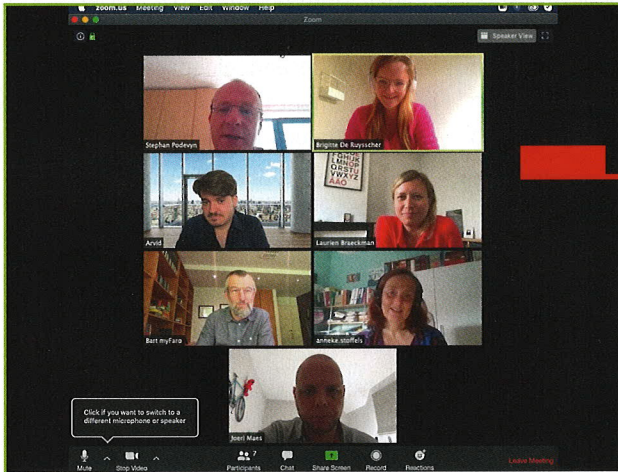 zoom.us Meeting View Edit Window Help
Zoom
Speaker View
Stephan Podevyn
Brigitte De Ruysscher
Arvid
Laurien Braeckman
Bart myFaro
anneke.stoffels
Joeri Mans
Click if you want to switch to a
different microphone or speaker
7
Mute Stop Video Participants Chat Share Screen Record Reactions Leave Meeting